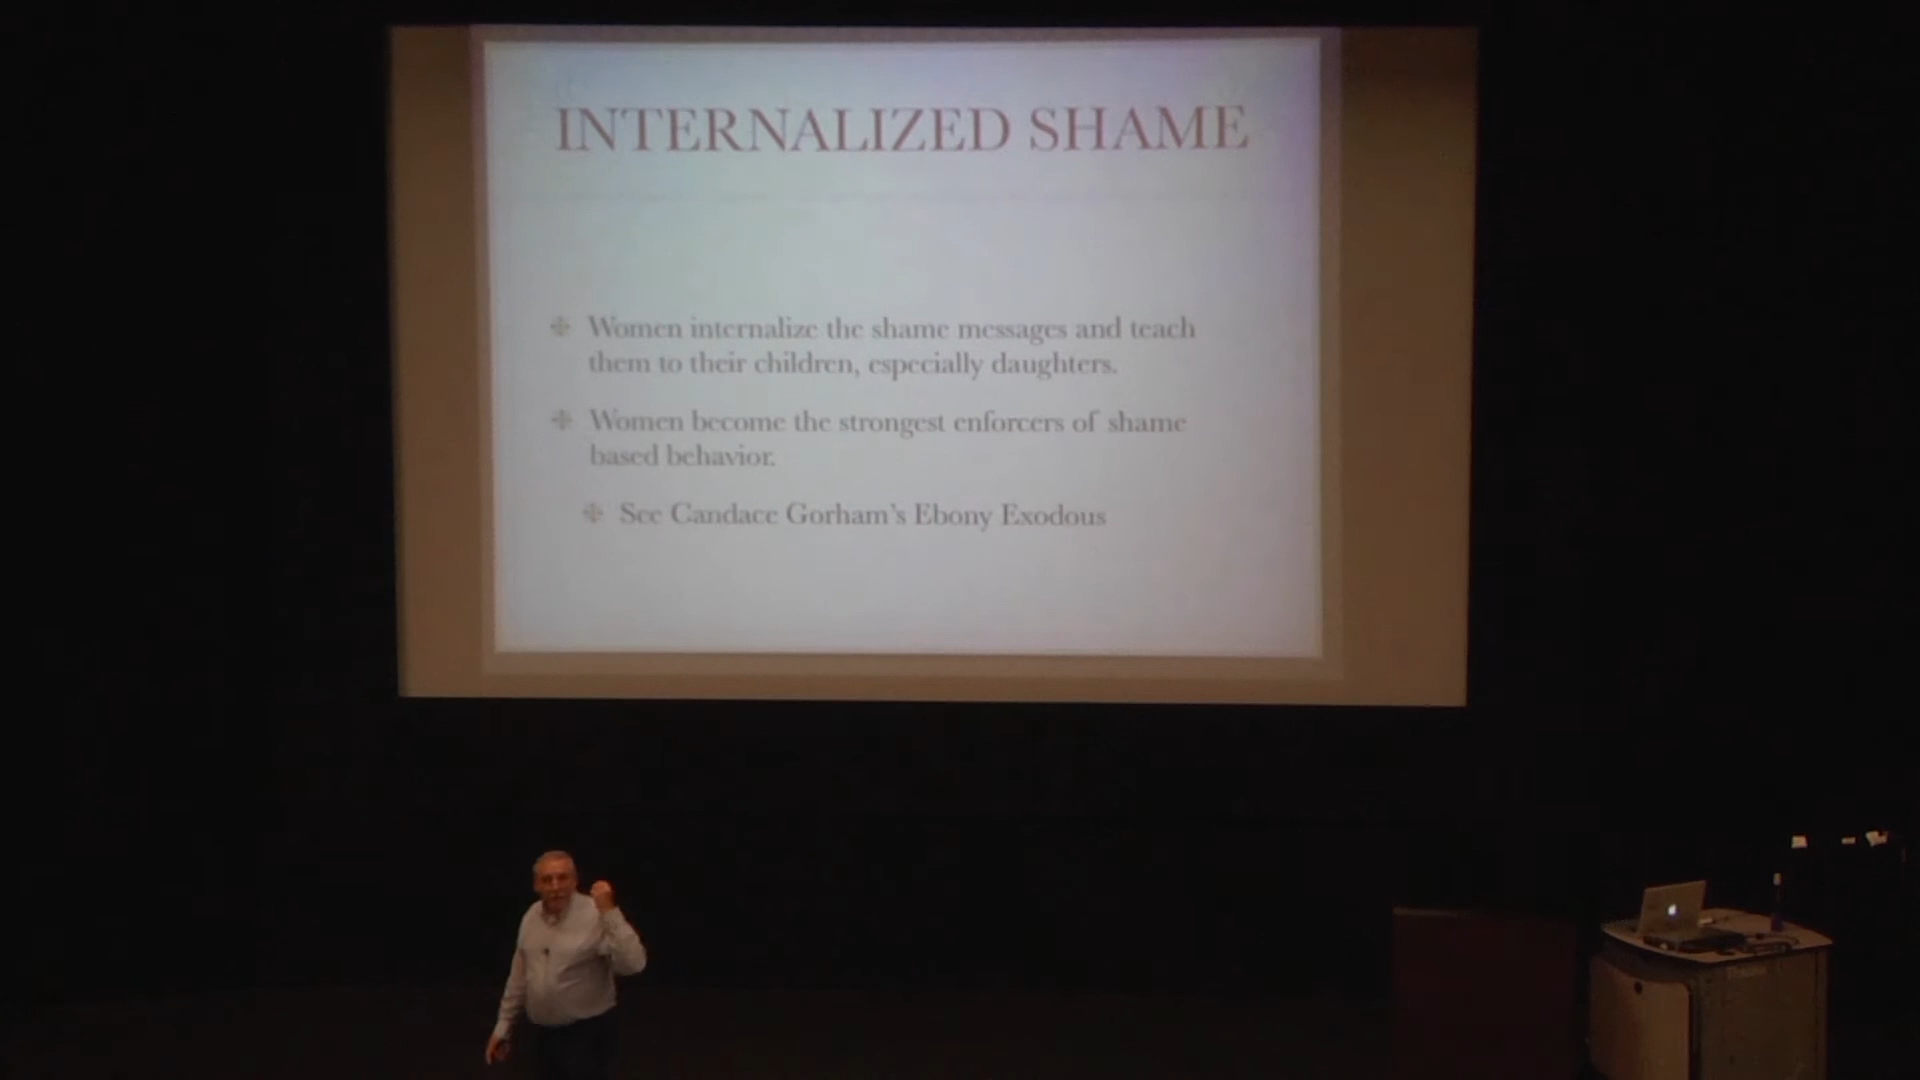 INTERNALIZED SHAME
Women internalize the shame messages and teach
them to their children, especially daughters.
Women become the strongest enforcers of shame
based behavior.
See Candace Gorham's Ebony Exodous